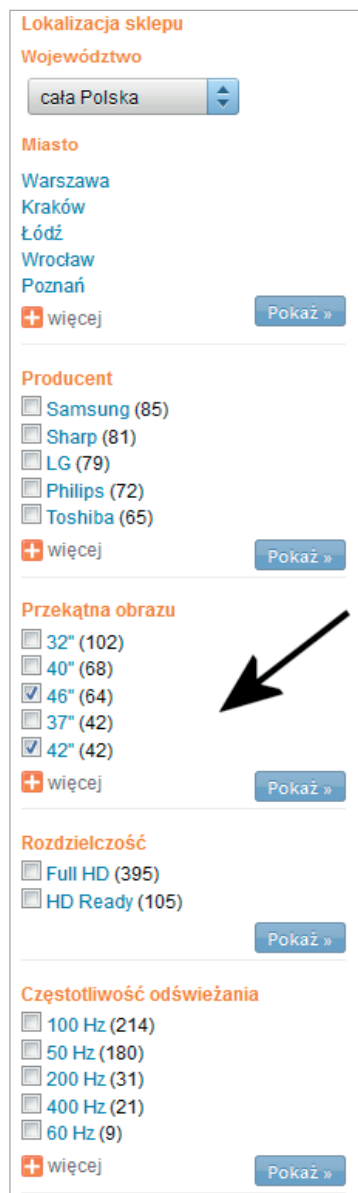 Lokalizacja sklepu
Województwo
cała Polska
Miasto
Warszawa
Kraków
Łódź
Wrocław
Poznań
więcej
Pokaż »
Producent
Samsung (85)
Sharp (81)
LG (79)
Philips (72)
Toshiba (65)
więcej
Pokaż »
Przekątna obrazu
32" (102)
40" (68)
46" (64)
37" (42)
42" (42)
więcej
Pokaż »
Rozdzielczość
Full HD (395)
HD Ready (105)
Pokaż »
Częstotliwość odświeżania
100 Hz (214)
50 Hz (180)
200 Hz (31)
400 Hz (21)
60 Hz (9)
więcej
Pokaż »